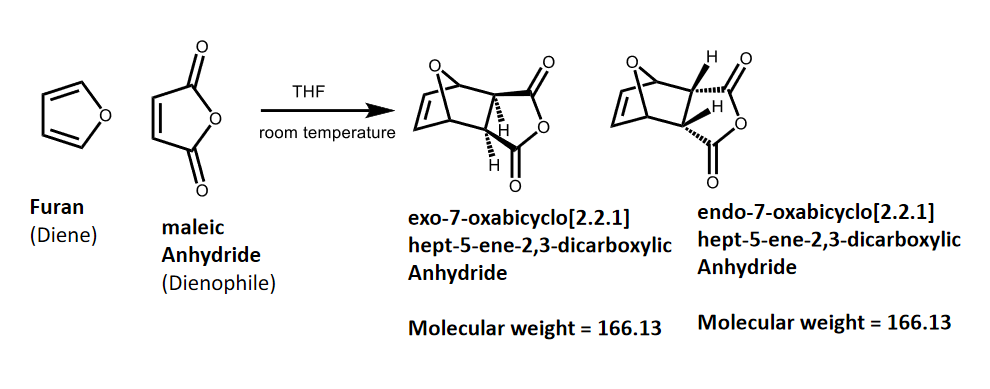 O
O
O
O
THF
room temperature
O
H
H
O
O
O
O
H
H
O
O
O
Furan
(Diene)
maleic
Anhydride
(Dienophile)
exo-7-oxabicyclo[2.2.1]
hept-5-ene-2,3-dicarboxylic
Anhydride
Molecular weight = 166.13
endo-7-oxabicyclo[2.2.1]
hept-5-ene-2,3-dicarboxylic
Anhydride
Molecular weight = 166.13